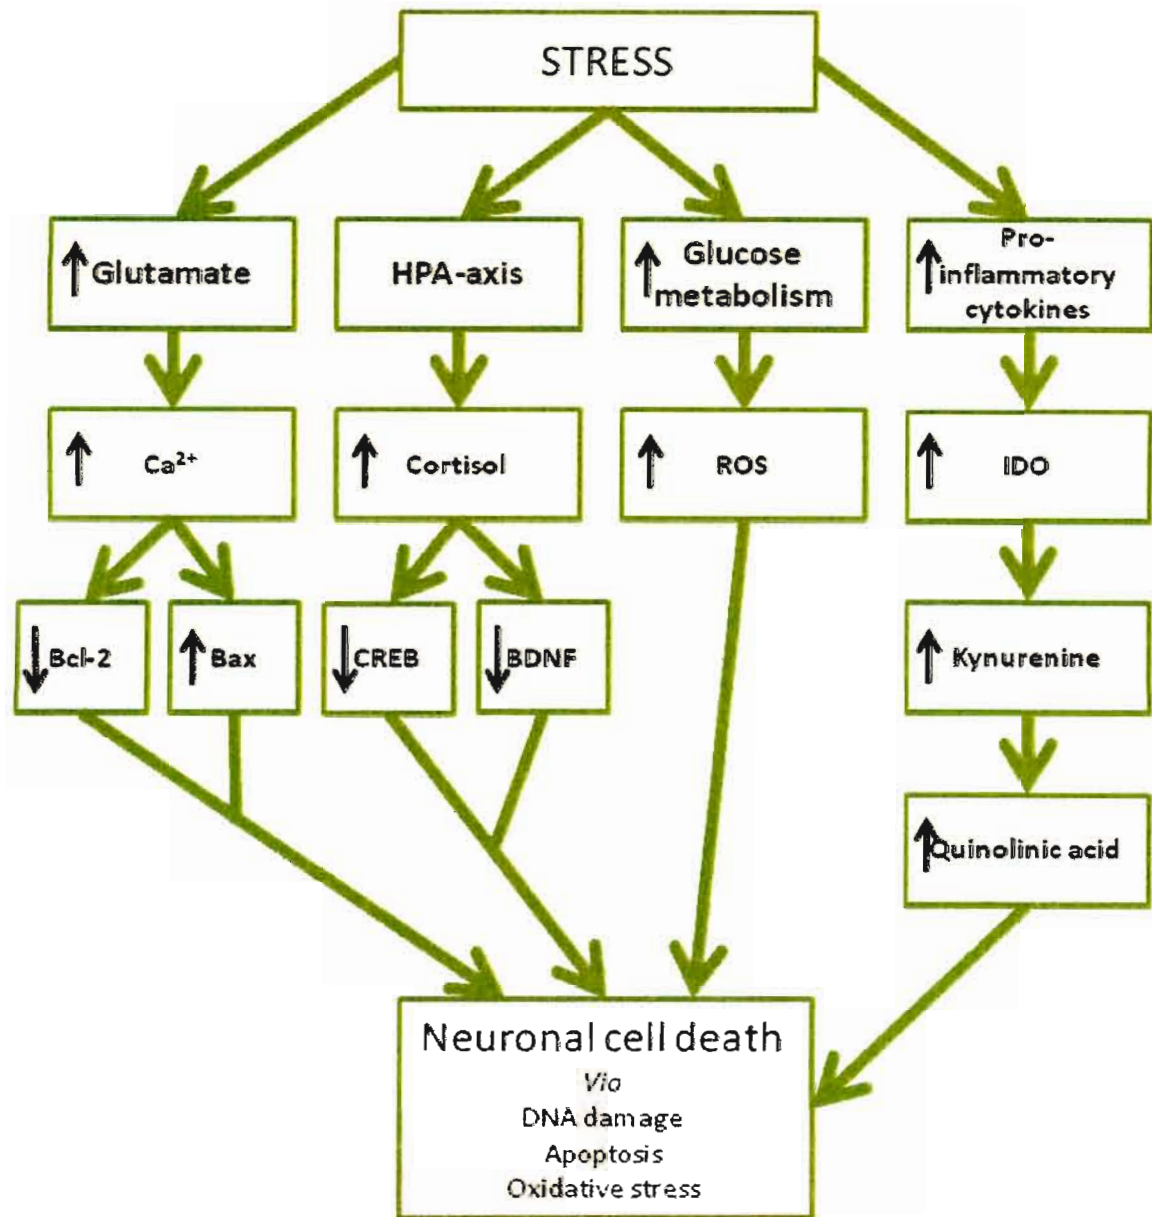 STRESS
↑ Glutamate
HPA-axis
↑ Glucose
metabolism
↑ Pro-
inflammatory
cytokines
↑ Ca²⁺
↑ Cortisol
↑ ROS
↑ IDO
↓ Bcl-2
↑ Bax
↓ CREB
↓ BDNF
↑ Kynurenine
↑ Quinolinic acid
Neuronal cell death
Via
DNA damage
Apoptosis
Oxidative stress